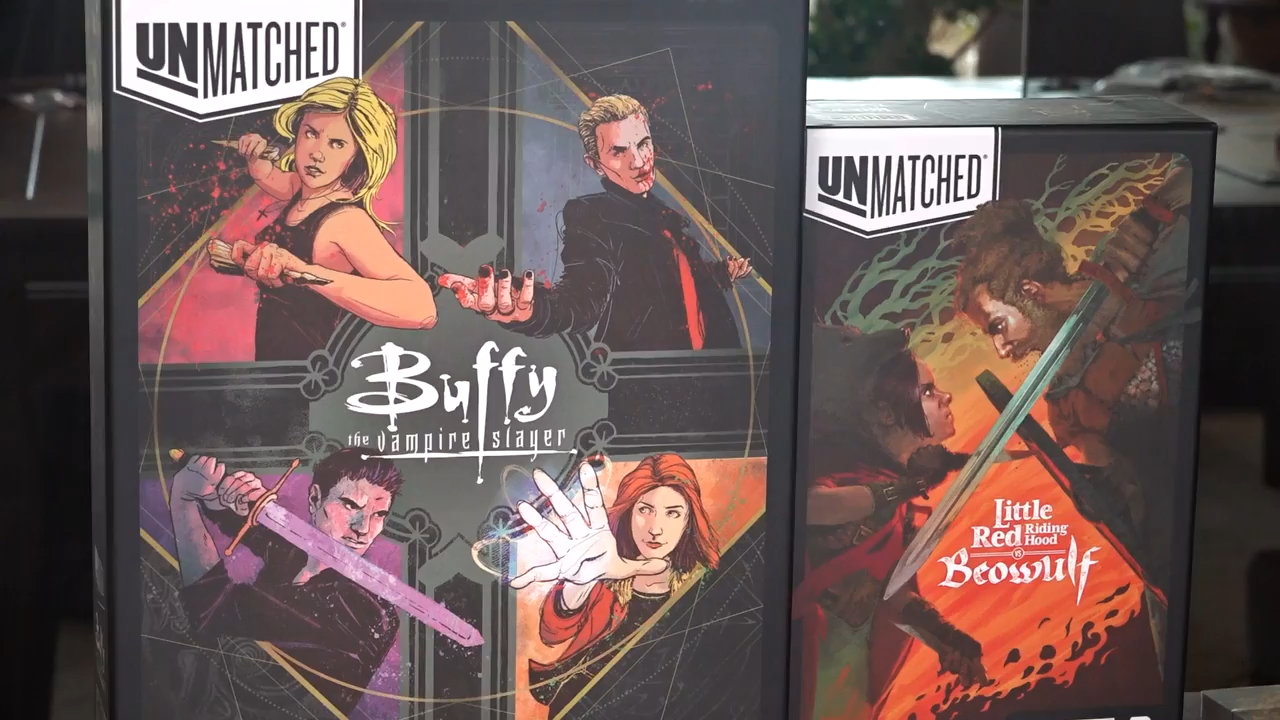 UNMATCHED®
Buffy
the vampire slayer
UNMATCHED®
Little
Red Riding
Hood
vs
Beowulf